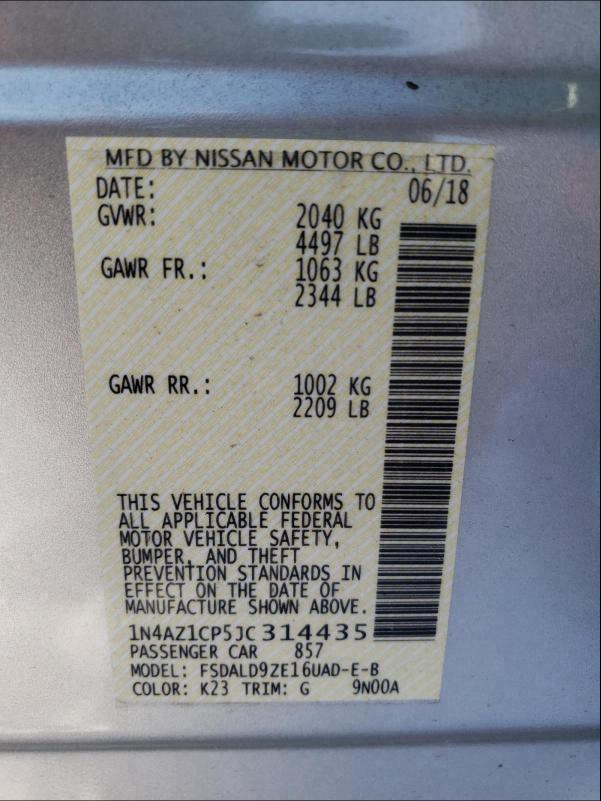 MFD BY NISSAN MOTOR CO., LTD.
DATE: 06/18
GVWR: 2040 KG
4497 LB
GAWR FR.: 1063 KG
2344 LB
GAWR RR.: 1002 KG
2209 LB
THIS VEHICLE CONFORMS TO
ALL APPLICABLE FEDERAL
MOTOR VEHICLE SAFETY,
BUMPER, AND THEFT
PREVENTION STANDARDS IN
EFFECT ON THE DATE OF
MANUFACTURE SHOWN ABOVE.
1N4AZ1CP5JC314435
PASSENGER CAR 857
MODEL: FSDALD9ZE16UAD-E-B
COLOR: K23 TRIM: G 9N00A